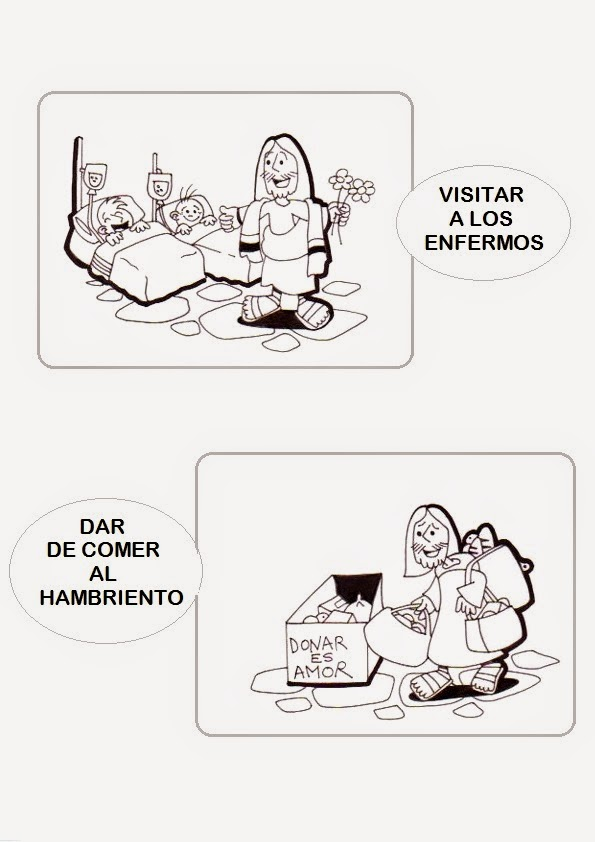 VISITAR
A LOS
ENFERMOS
DAR
DE COMER
AL
HAMBRIENTO
DONAR
ES
AMOR